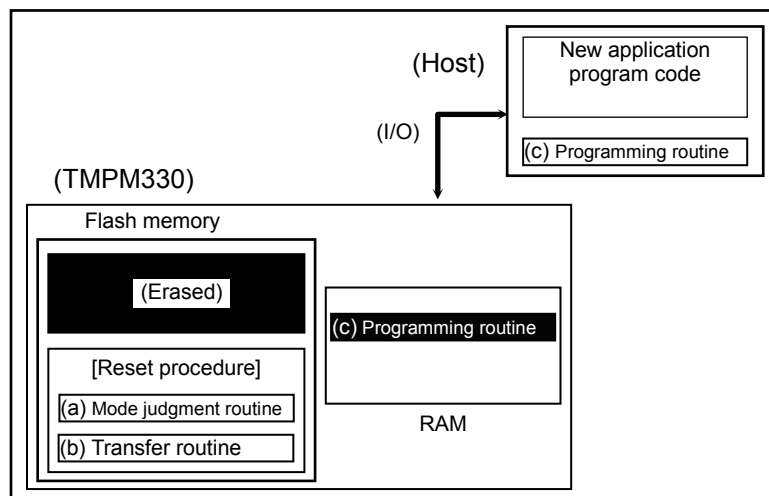 (Host)
New application
program code
(I/O)
(c) Programming routine
(TMPM330)
Flash memory
(Erased)
(c) Programming routine
[Reset procedure]
(a) Mode judgment routine
(b) Transfer routine
RAM